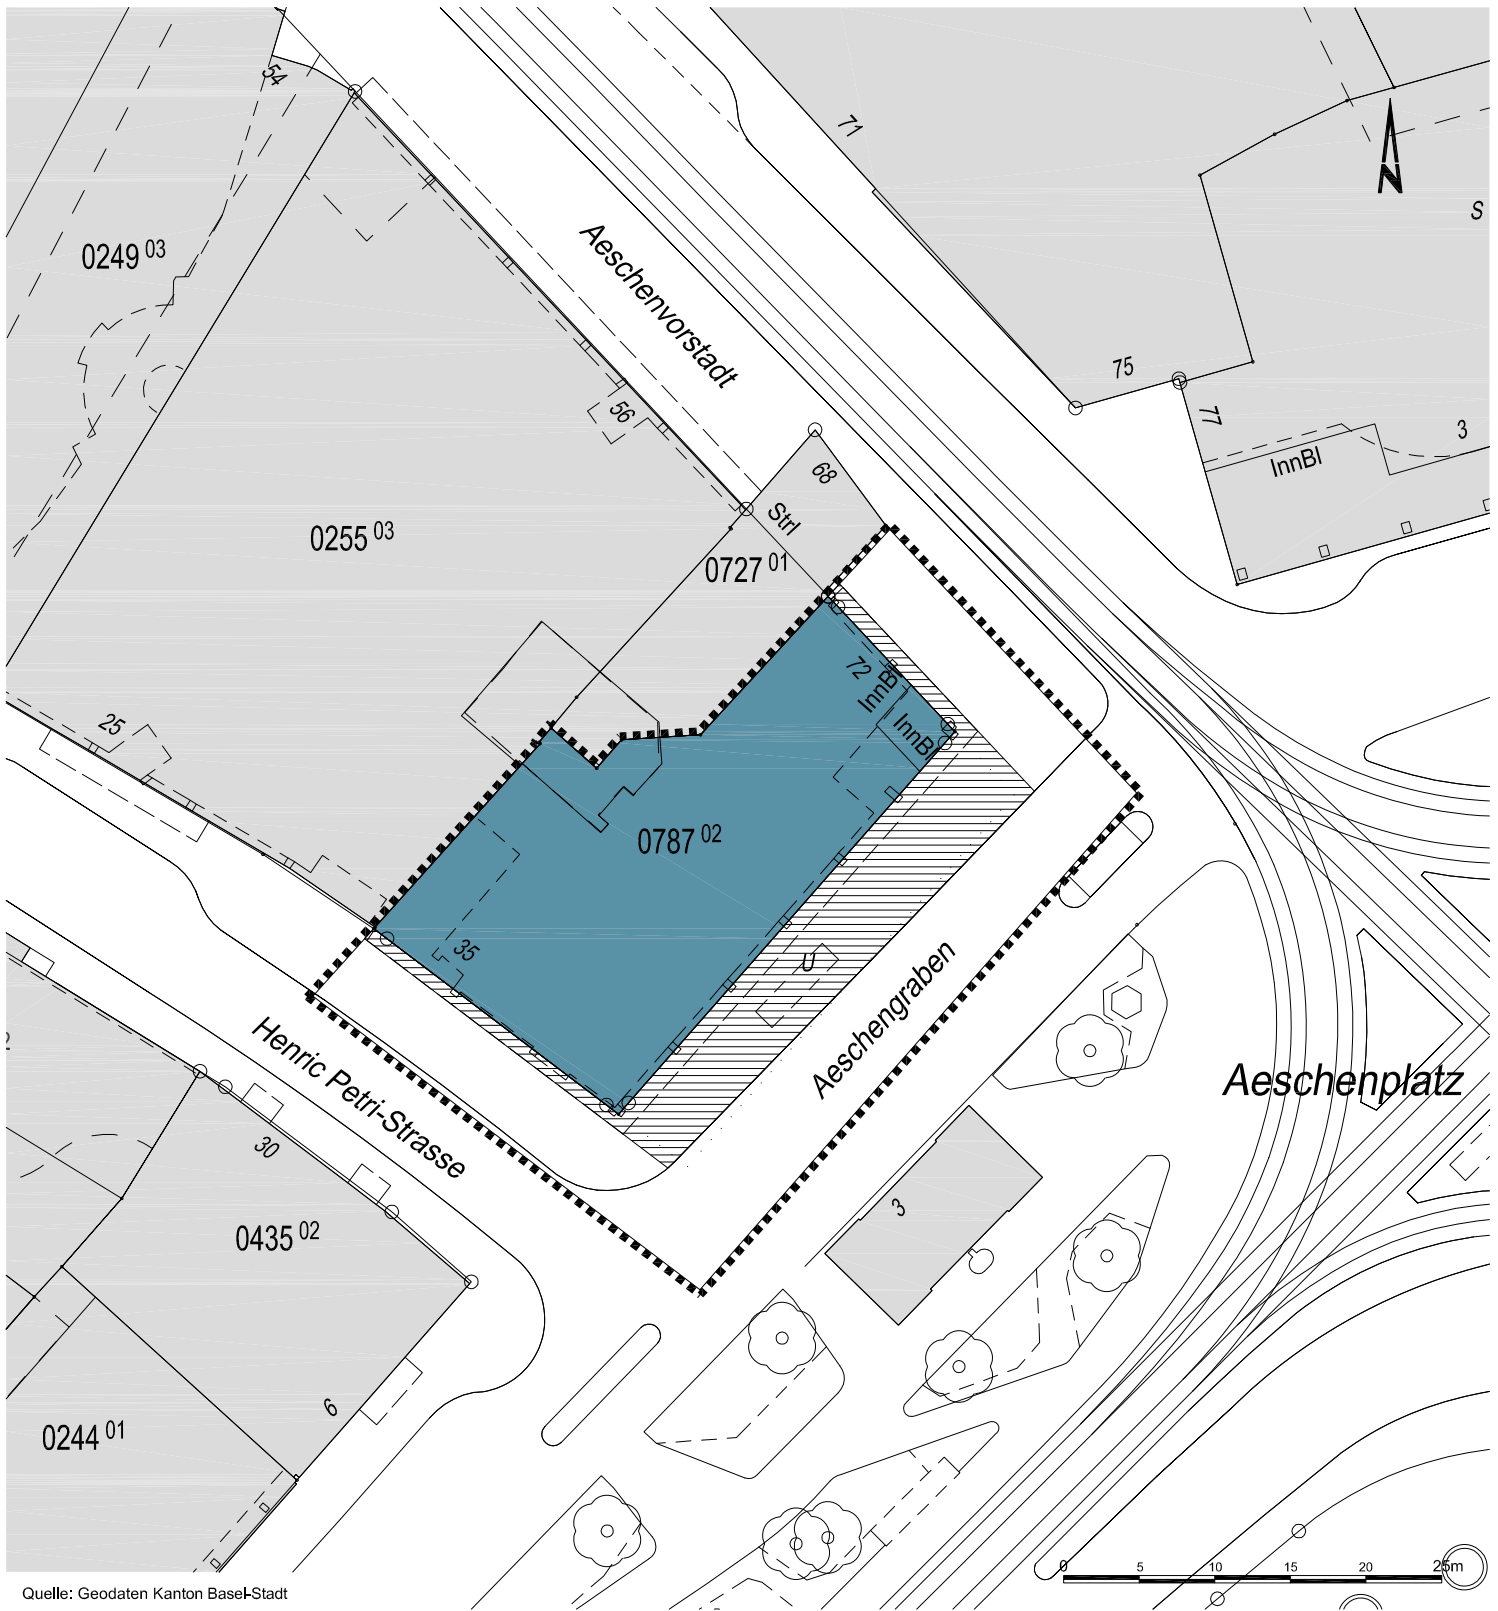 54
71
0249 03
N
S
Aeschenvorstadt
75
77
56
3
InnBl
68
Strl
0255 03
0727 01
72
InnBl
InnBl
25
0787 02
35
U
Aeschengraben
Henric Petri-Strasse
Aeschenplatz
30
3
0435 02
6
0244 01
0 5 10 15 20 25m
Quelle: Geodaten Kanton Basel-Stadt